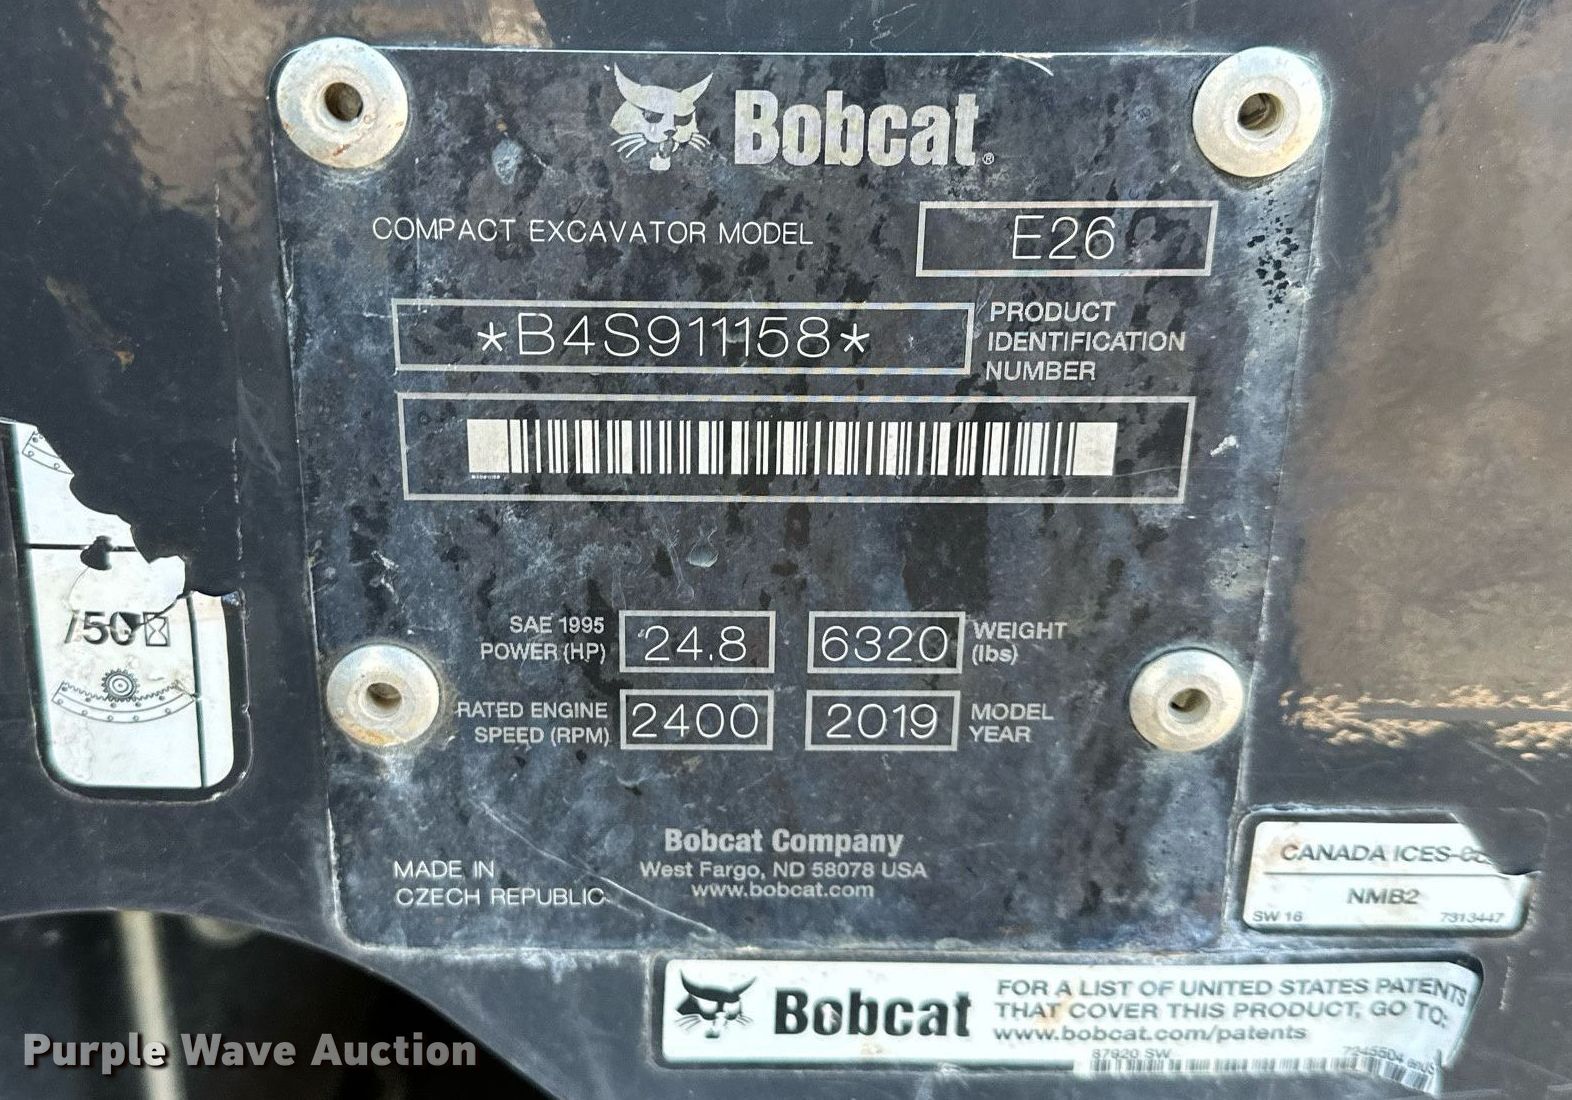 Bobcat®
COMPACT EXCAVATOR MODEL
E26
*B4S911158*
PRODUCT
IDENTIFICATION
NUMBER
SAE 1995
POWER (HP)
24.8
6320
WEIGHT
(lbs)
RATED ENGINE
SPEED (RPM)
2400
2019
MODEL
YEAR
Bobcat Company
West Fargo, ND 58078 USA
www.bobcat.com
MADE IN
CZECH REPUBLIC
CANADA ICES-
NMB2
SW 16
7313447
Bobcat
FOR A LIST OF UNITED STATES PATENTS
THAT COVER THIS PRODUCT, GO TO:
www.bobcat.com/patents
87920 SW
Purple Wave Auction